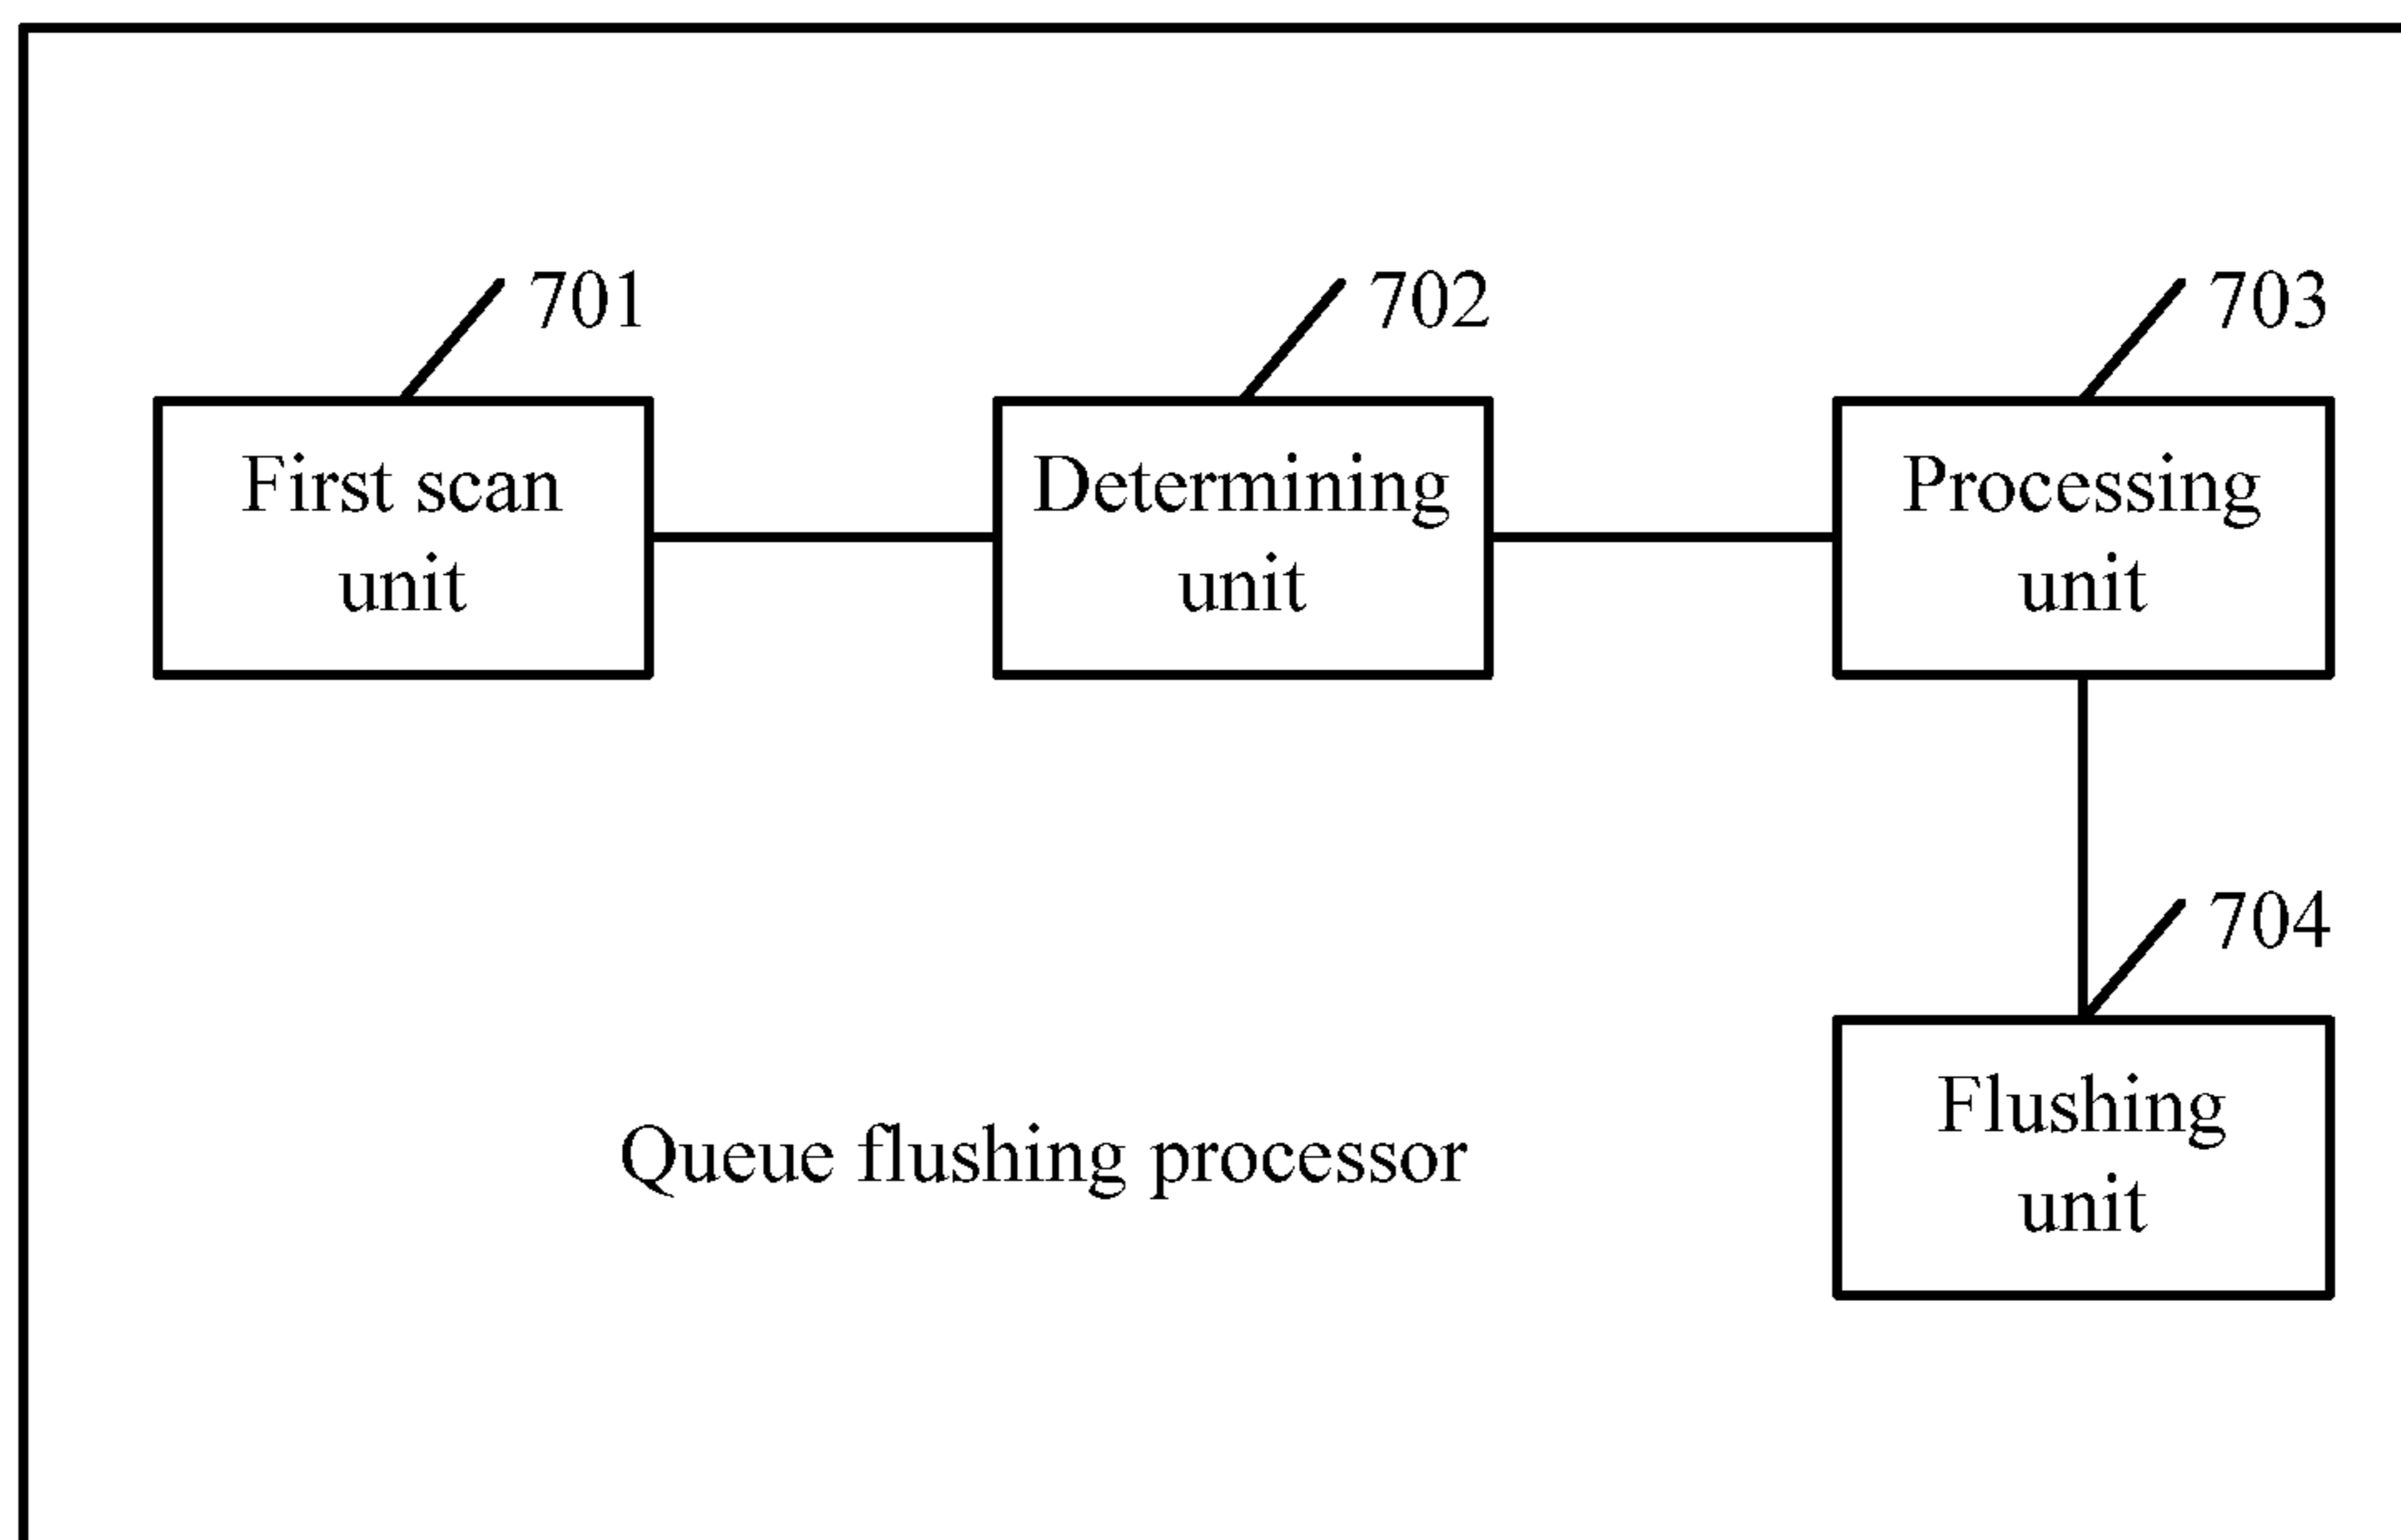 701
702
703
First scan
unit
Determining
unit
Processing
unit
704
Flushing
unit
Queue flushing processor